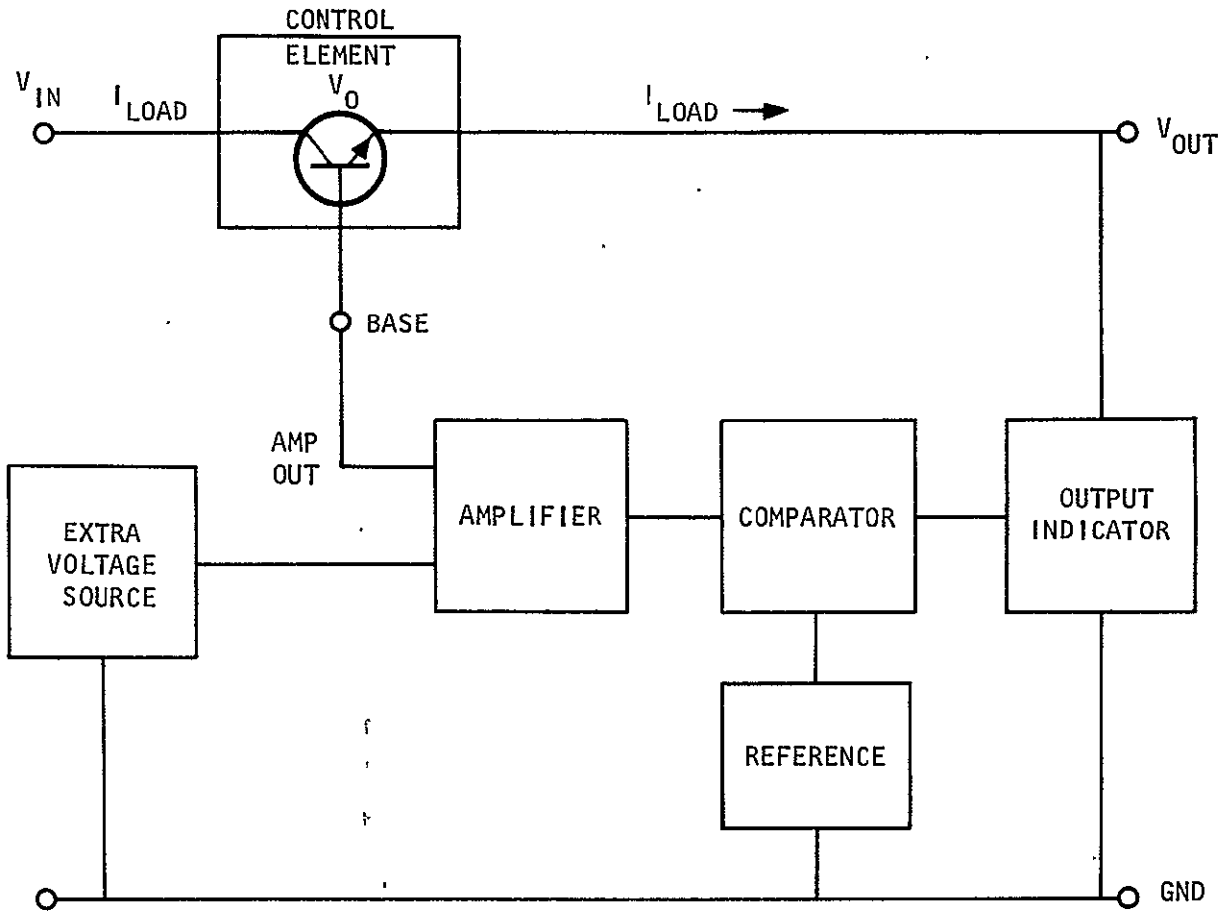 CONTROL
ELEMENT
V_O
V_IN
I_LOAD
I_LOAD
V_OUT
BASE
AMP
OUT
EXTRA
VOLTAGE
SOURCE
AMPLIFIER
COMPARATOR
OUTPUT
INDICATOR
REFERENCE
GND